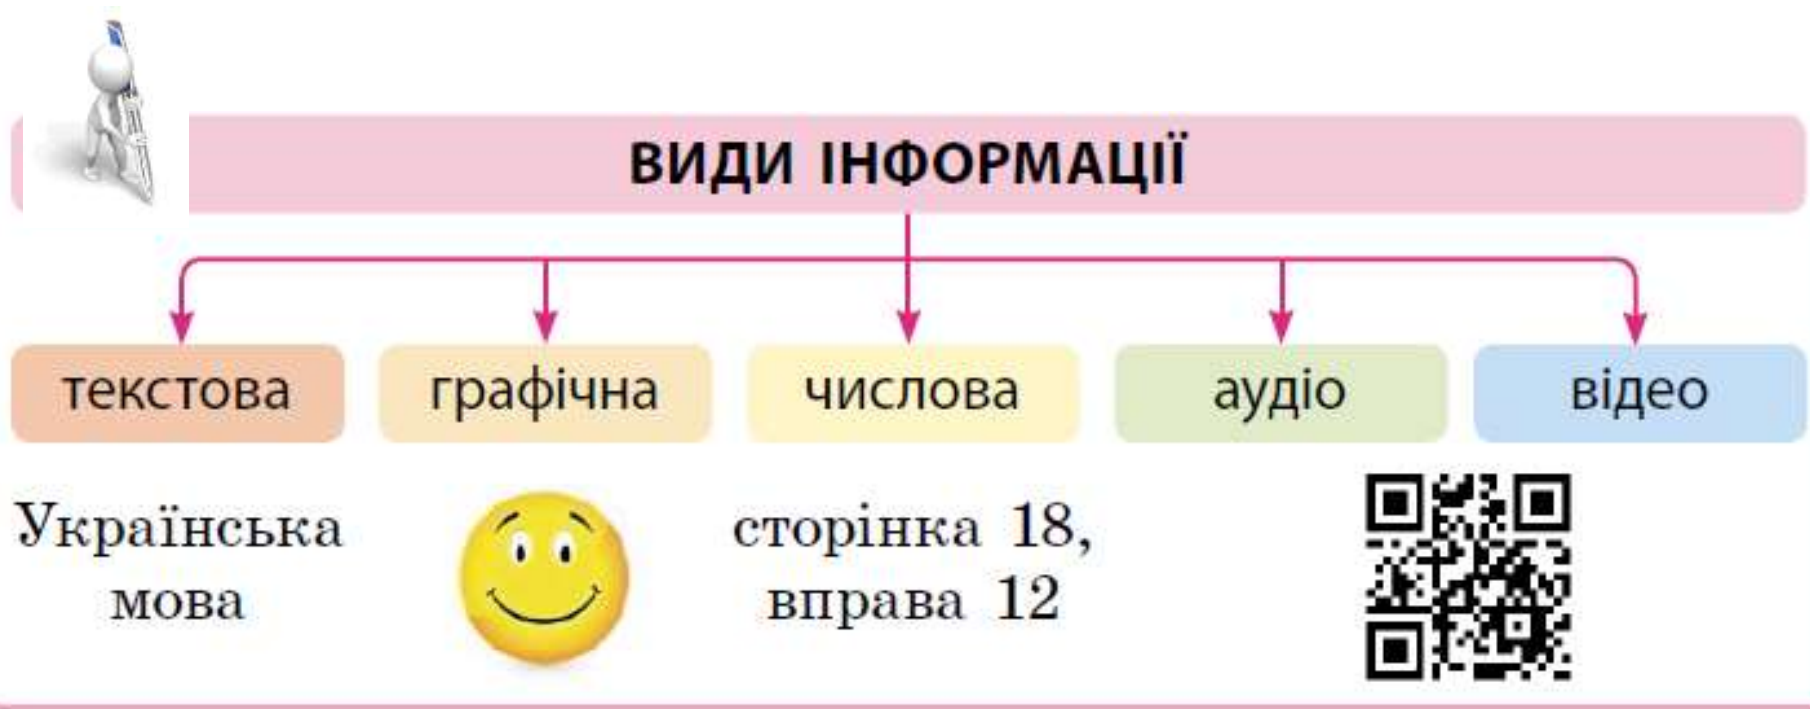 ВИДИ ІНФОРМАЦІЇ
текстова
графічна
числова
аудіо
відео
Українська
мова
сторінка 18,
вправа 12